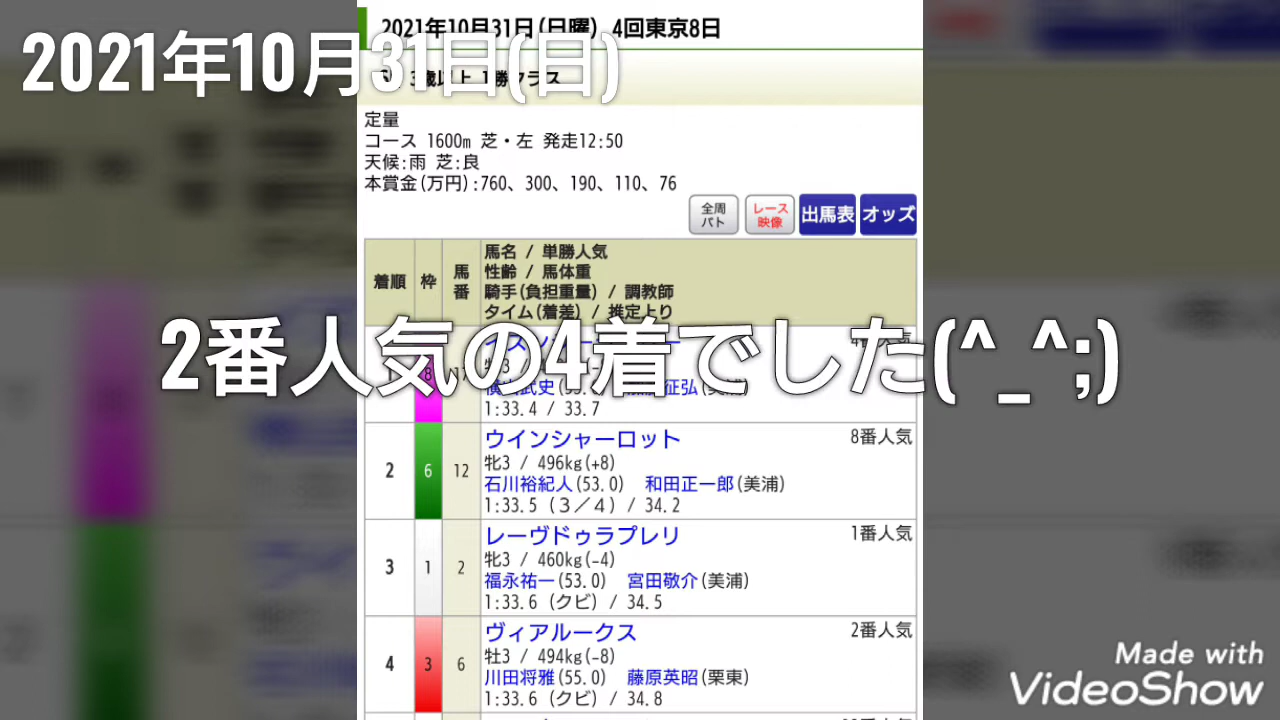 2021年10月31日(日曜) 4回東京8日
2021年10月31日(日)
3歳以上 1勝クラス
定量
コース 1600m 芝・左 発走12:50
天候:雨 芝:良
本賞金(万円):760、300、190、110、76
全周
パト
レース
映像
出馬表
オッズ
着順
枠
馬
番
馬名 / 単勝人気
性齢 / 馬体重
騎手(負担重量) / 調教師
タイム(着差) / 推定上り
2番人気の4着でした(^_^;)
8
1:33.4 / 33.7
2
6
12
ウインシャーロット
8番人気
牝3 / 496kg(+8)
石川裕紀人(53.0) 和田正一郎(美浦)
1:33.5 (3/4) / 34.2
3
1
2
レーヴドゥラプレリ
1番人気
牝3 / 460kg(-4)
福永祐一(53.0) 宮田敬介(美浦)
1:33.6 (クビ) / 34.5
4
3
6
ヴィアルークス
2番人気
牡3 / 494kg(-8)
川田将雅(55.0) 藤原英昭(栗東)
1:33.6 (クビ) / 34.8
Made with
VideoShow